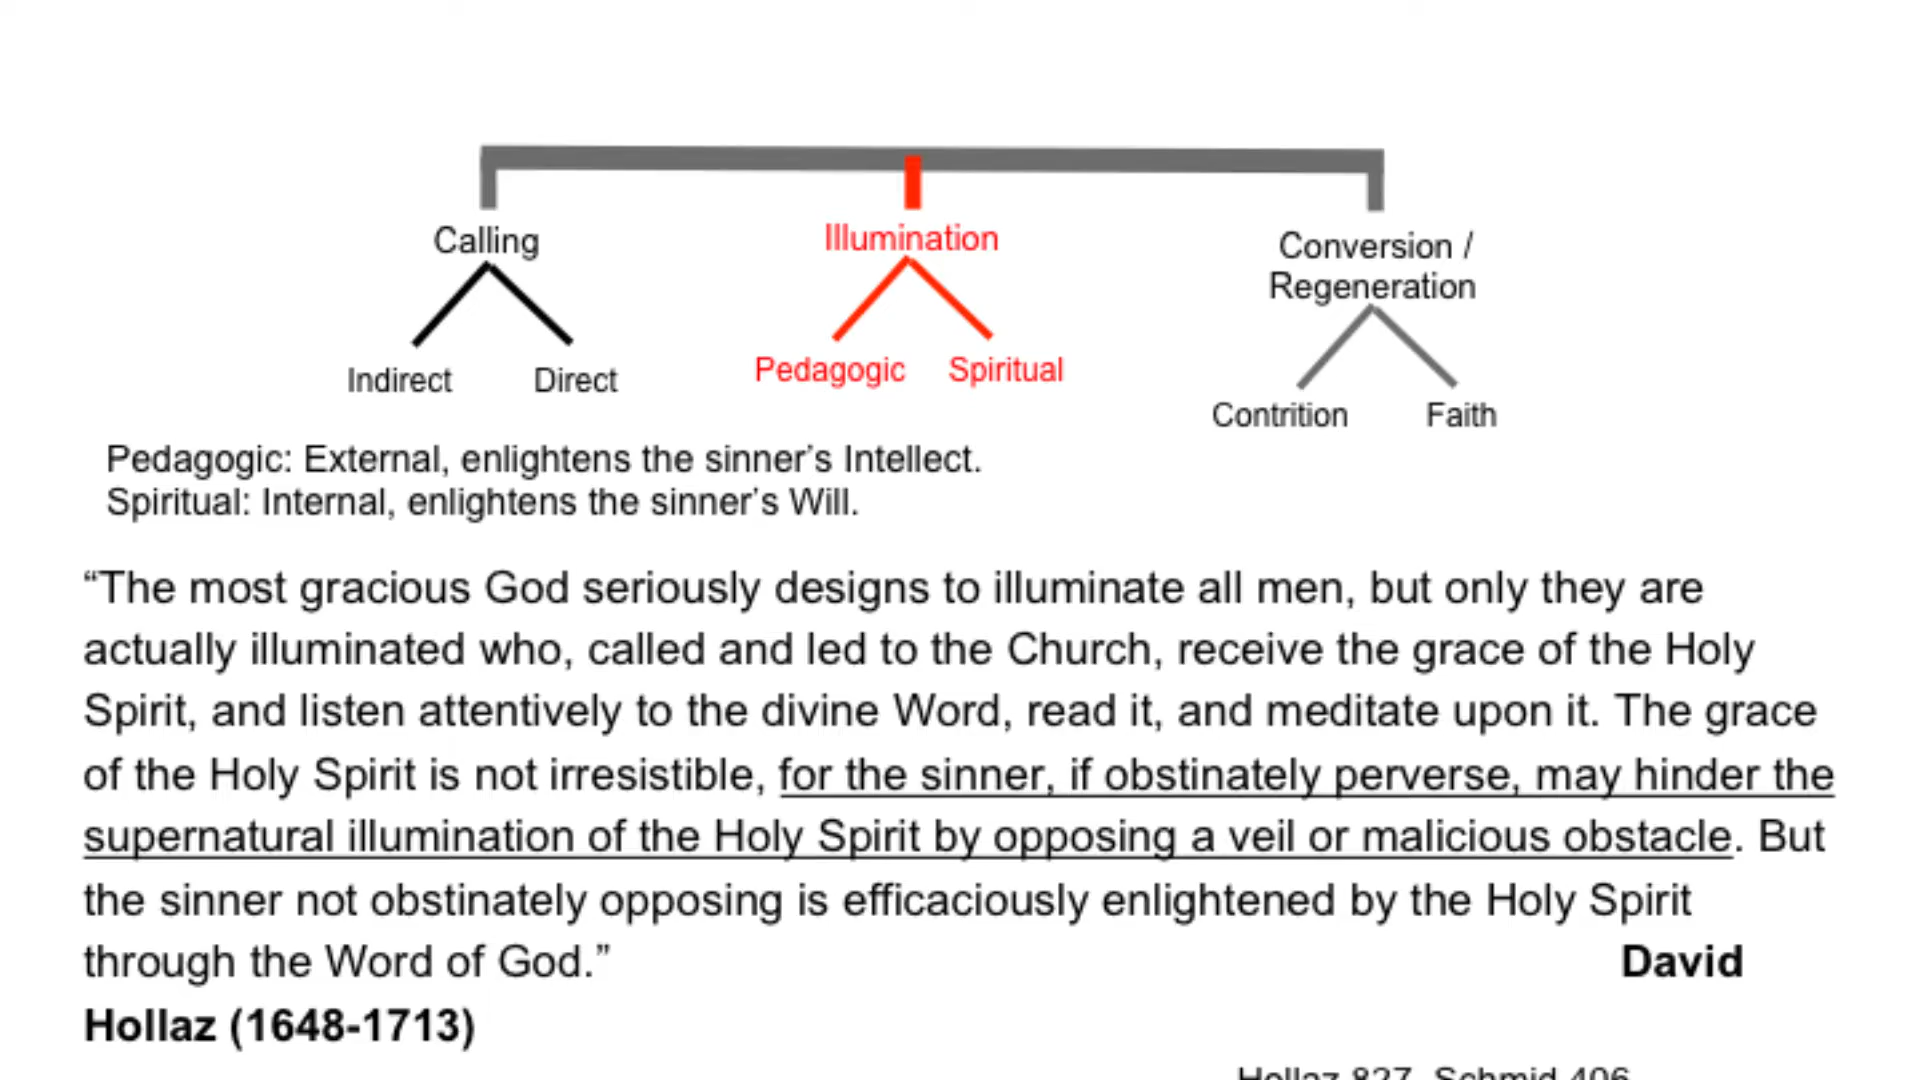 Calling
Illumination
Conversion /
Regeneration
Indirect
Direct
Pedagogic
Spiritual
Contrition
Faith
Pedagogic: External, enlightens the sinner’s Intellect.
Spiritual: Internal, enlightens the sinner’s Will.
“The most gracious God seriously designs to illuminate all men, but only they are
actually illuminated who, called and led to the Church, receive the grace of the Holy
Spirit, and listen attentively to the divine Word, read it, and meditate upon it. The grace
of the Holy Spirit is not irresistible, for the sinner, if obstinately perverse, may hinder the
supernatural illumination of the Holy Spirit by opposing a veil or malicious obstacle. But
the sinner not obstinately opposing is efficaciously enlightened by the Holy Spirit
through the Word of God.” David
Hollaz (1648-1713)
Hollaz 827, Schmid 406